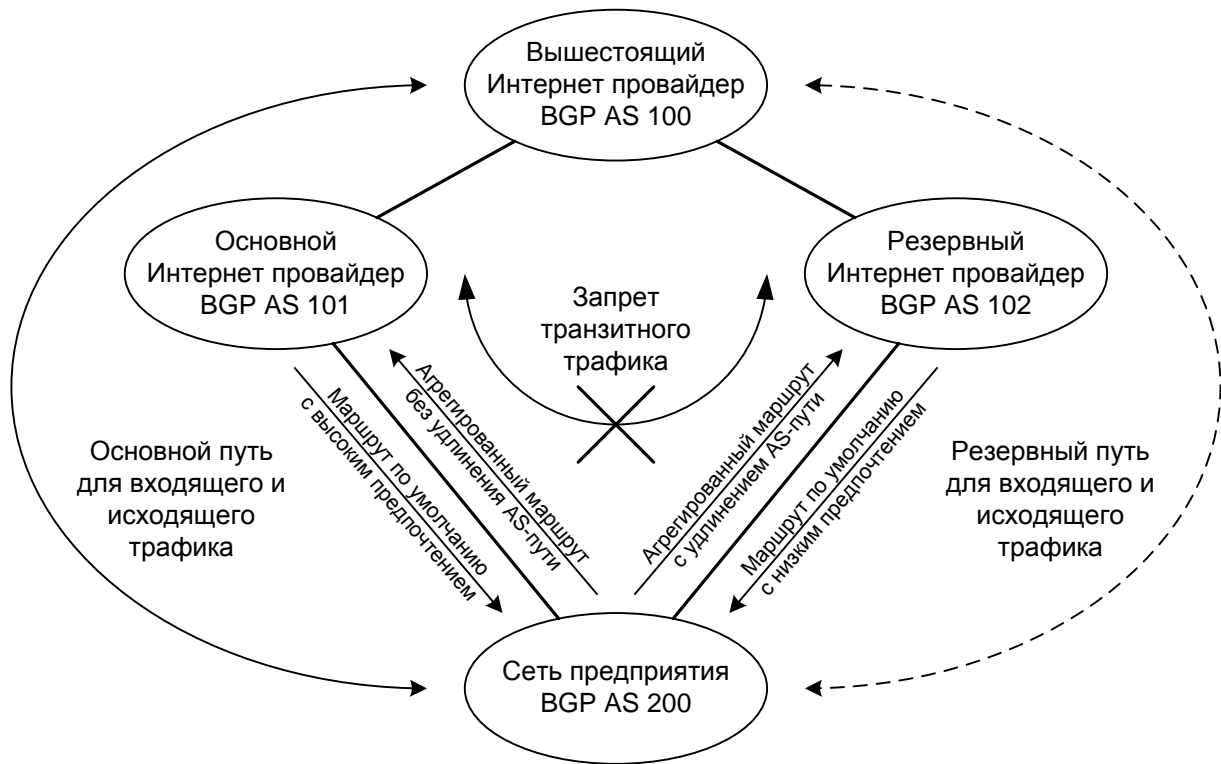 Вышестоящий
Интернет провайдер
BGP AS 100
Основной
Интернет провайдер
BGP AS 101
Резервный
Интернет провайдер
BGP AS 102
Запрет
транзитного
трафика
Основной путь
для входящего и
исходящего
трафика
Маршрут по умолчанию
с высоким предпочтением
Агрегированный маршрут
без удлинения AS-пути
Агрегированный маршрут
с удлинением AS-пути
Маршрут по умолчанию
с низким предпочтением
Резервный путь
для входящего и
исходящего
трафика
Сеть предприятия
BGP AS 200